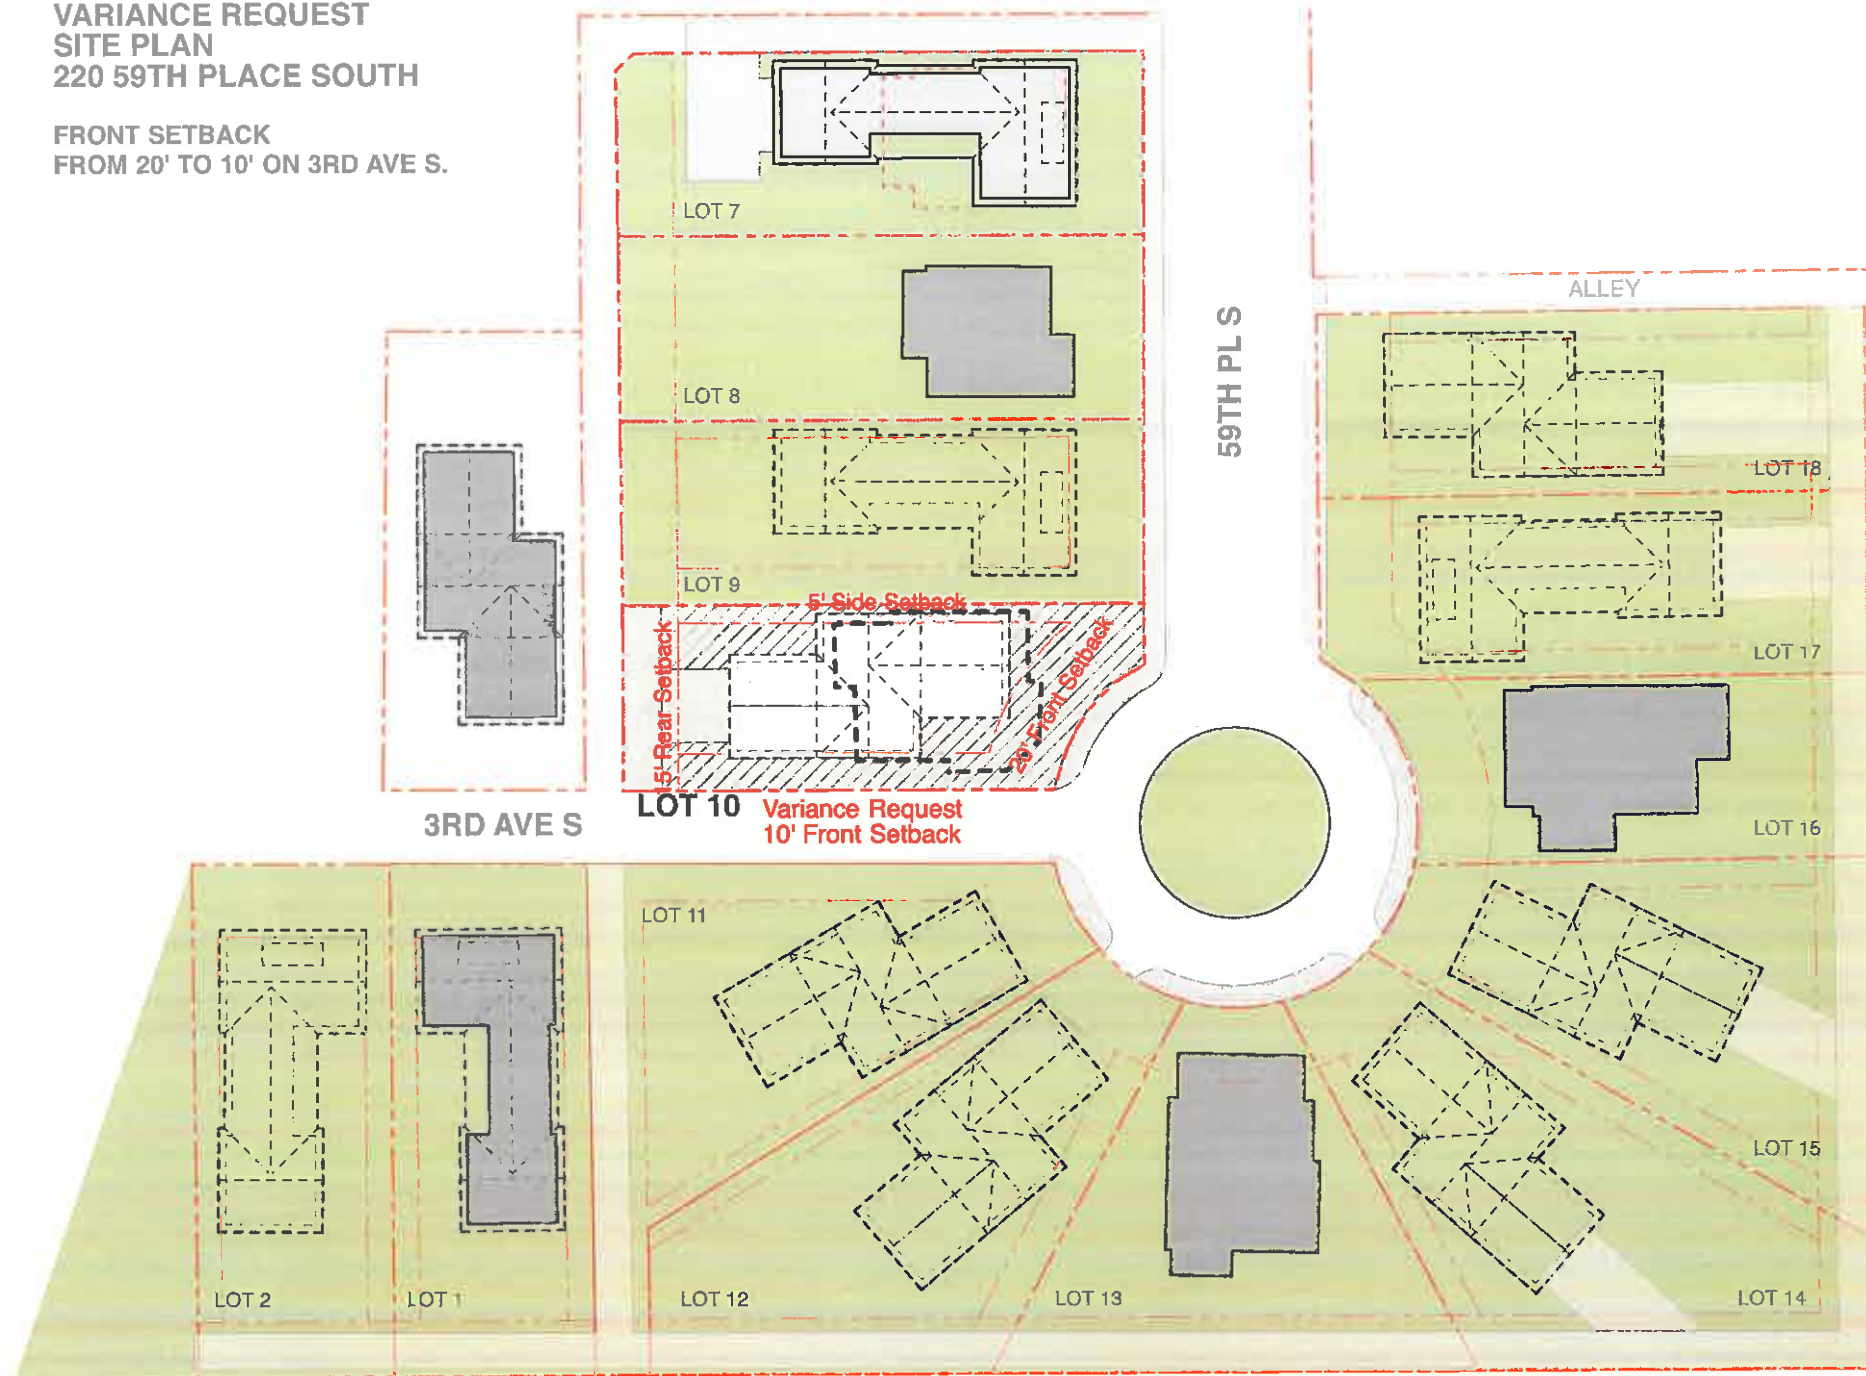 VARIANCE REQUEST
SITE PLAN
220 59TH PLACE SOUTH
FRONT SETBACK
FROM 20' TO 10' ON 3RD AVE S.
LOT 7
ALLEY
59TH PL S
LOT 8
LOT 18
LOT 9
5' Side Setback
5' Rear Setback
20' Front Setback
LOT 17
LOT 10
Variance Request
10' Front Setback
3RD AVE S
LOT 16
LOT 11
LOT 15
LOT 2
LOT 1
LOT 12
LOT 13
LOT 14